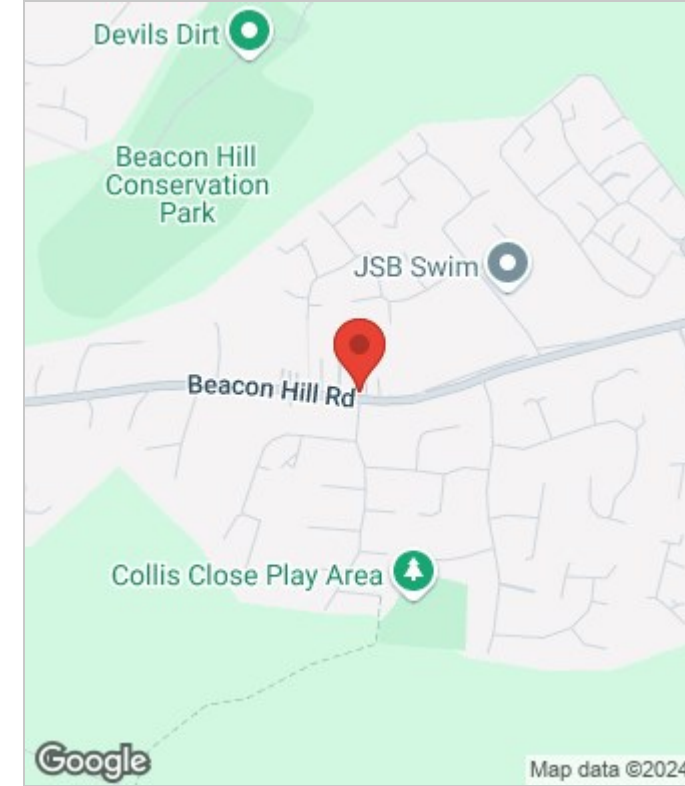 Devils Dirt
Beacon Hill
Conservation
Park
JSB Swim
Beacon Hill Rd
Collis Close Play Area
Google
Map data ©2024